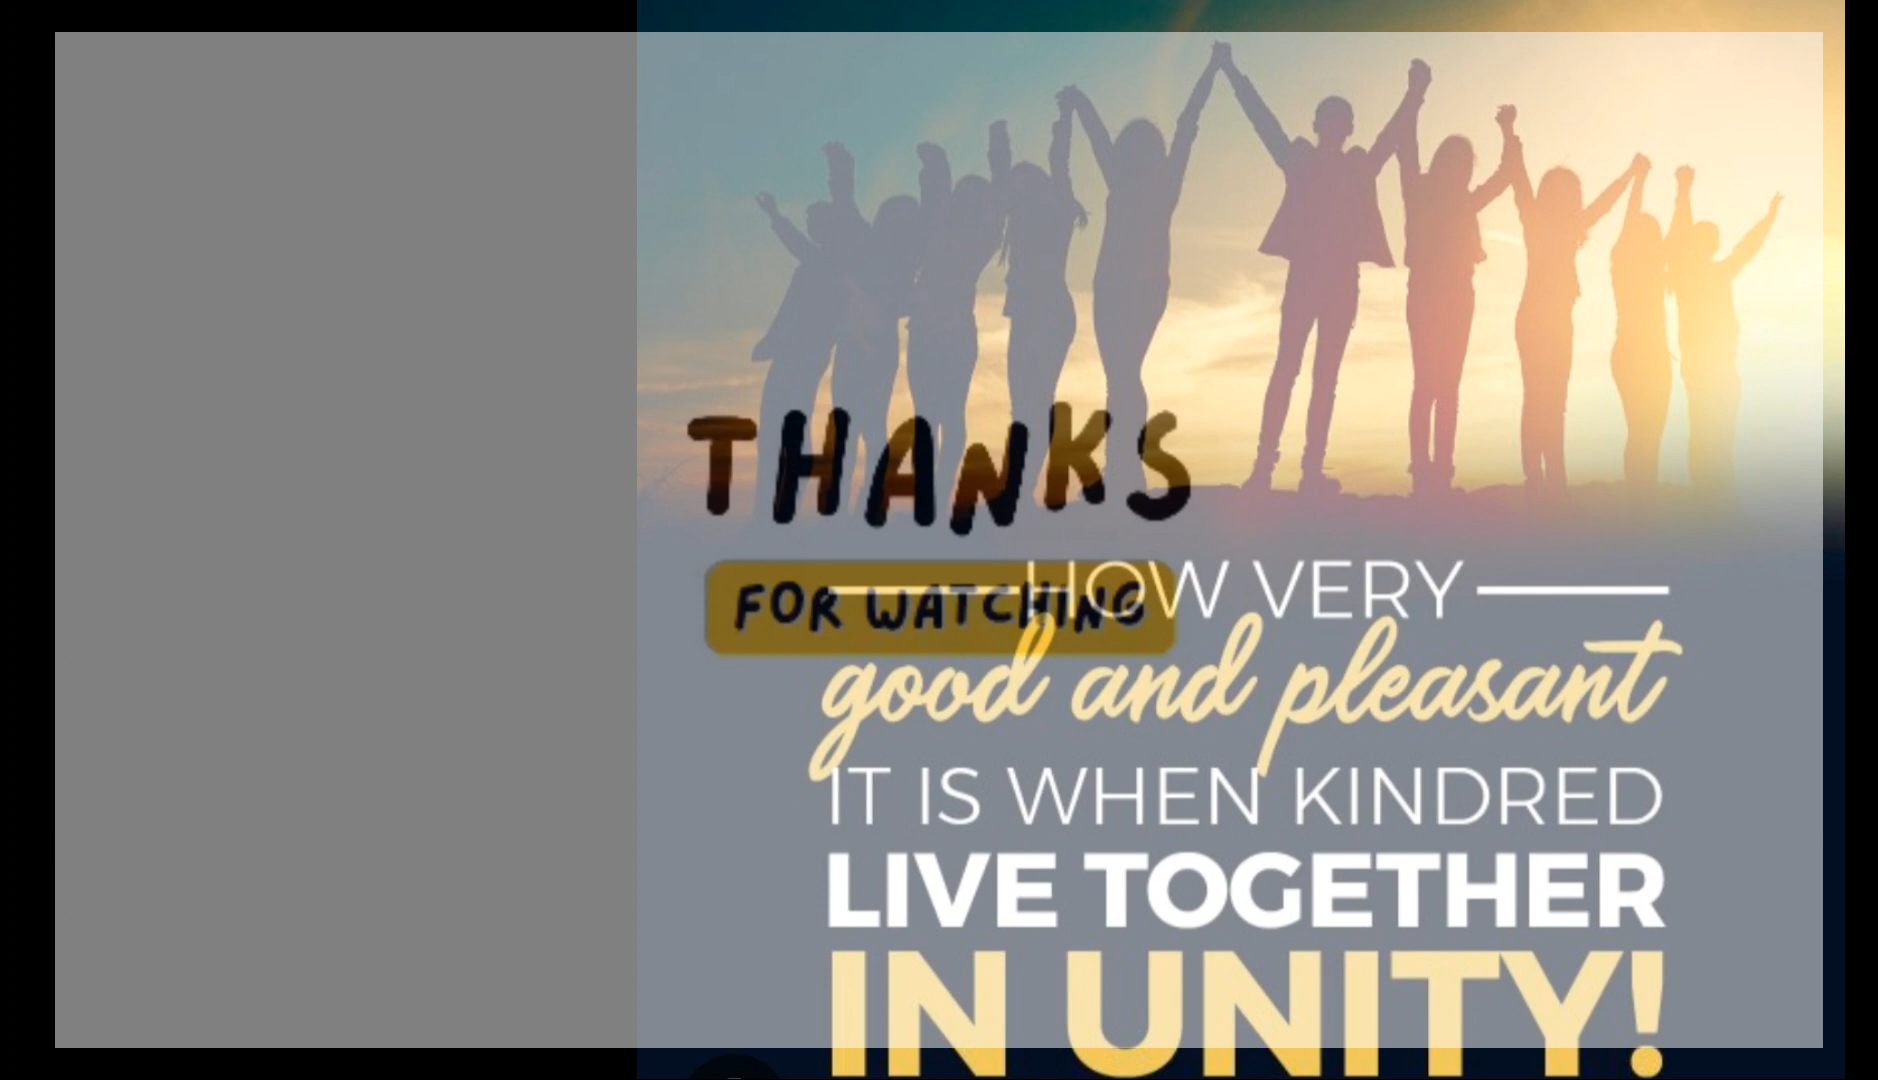 THANKS
FOR WATCHING
HOW VERY
good and pleasant
IT IS WHEN KINDRED
LIVE TOGETHER
IN UNITY!